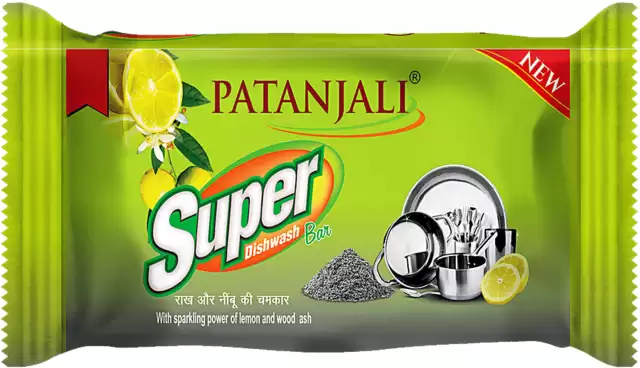 PATANJALI®
NEW
Super
Dishwash Bar
राख और नींबू की चमकार
With sparkling power of lemon and wood ash